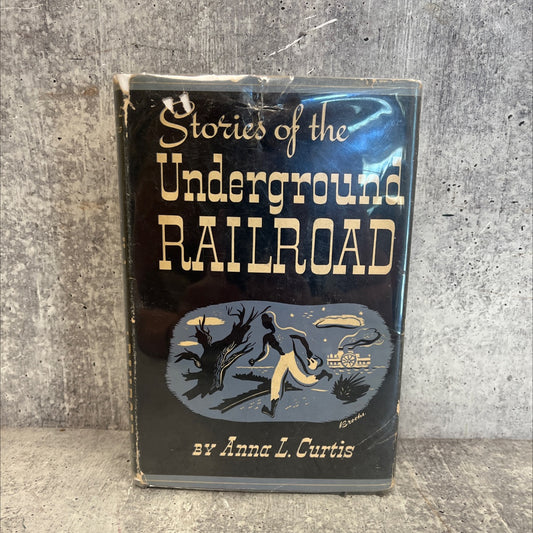 Stories of the
Underground
RAILROAD
BY Anna L. Curtis